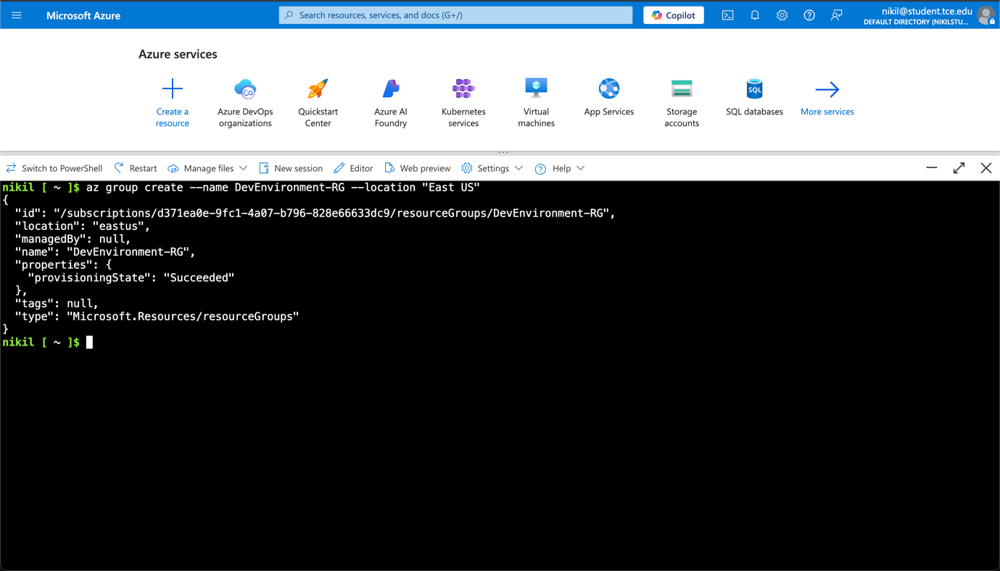 Microsoft Azure
Search resources, services, and docs (G+/)
Copilot
nikil@student.tce.edu
DEFAULT DIRECTORY (NIKILSTU...
Azure services
Create a
resource
Azure DevOps
organizations
Quickstart
Center
Azure AI
Foundry
Kubernetes
services
Virtual
machines
App Services
Storage
accounts
SQL
SQL databases
More services
Switch to PowerShell
Restart
Manage files
New session
Editor
Web preview
Settings
Help
nikil [ ~ ]$ az group create --name DevEnvironment-RG --location "East US"
{
  "id": "/subscriptions/d371ea0e-9fc1-4a07-b796-828e66633dc9/resourceGroups/DevEnvironment-RG",
  "location": "eastus",
  "managedBy": null,
  "name": "DevEnvironment-RG",
  "properties": {
    "provisioningState": "Succeeded"
  },
  "tags": null,
  "type": "Microsoft.Resources/resourceGroups"
}
nikil [ ~ ]$